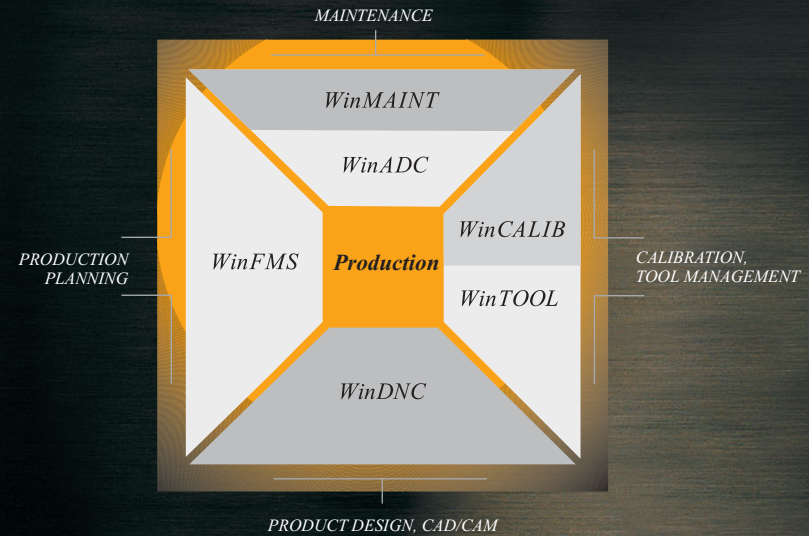 MAINTENANCE
WinMAINT
WinADC
PRODUCTION
PLANNING
WinFMS
Production
WinCALIB
WinTOOL
CALIBRATION,
TOOL MANAGEMENT
WinDNC
PRODUCT DESIGN, CAD/CAM